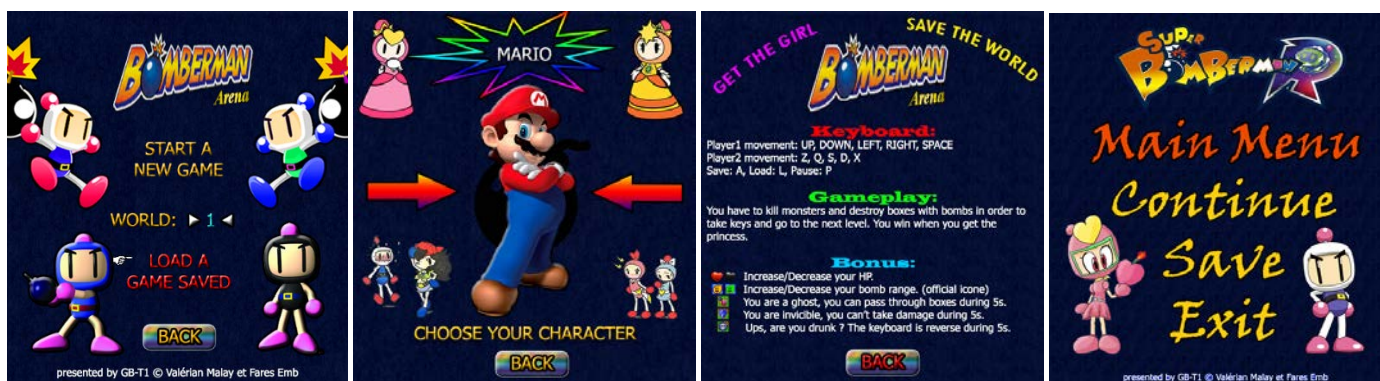 BOMBERMAN
Arena
START A
NEW GAME
WORLD: 1
LOAD A
GAME SAVED
BACK
presented by GB-T1 © Valérian Malay et Fares Emb
MARIO
M
CHOOSE YOUR CHARACTER
BACK
GET THE GIRL
SAVE THE WORLD
BOMBERMAN
Arena
Keyboard:
Player1 movement: UP, DOWN, LEFT, RIGHT, SPACE
Player2 movement: Z, Q, S, D, X
Save: A, Load: L, Pause: P
Gameplay:
You have to kill monsters and destroy boxes with bombs in order to
take keys and go to the next level. You win when you get the
princess.
Bonus:
Increase/Decrease your HP.
Increase/Decrease your bomb range. (official icone)
You are a ghost, you can pass through boxes during 5s.
You are invicible, you can't take damage during 5s.
Ups, are you drunk ? The keyboard is reverse during 5s.
BACK
SUPER
BOMBERMAN R
Main Menu
Continue
Save
Exit
presented by GB-T1 © Valérian Malay et Fares Emb